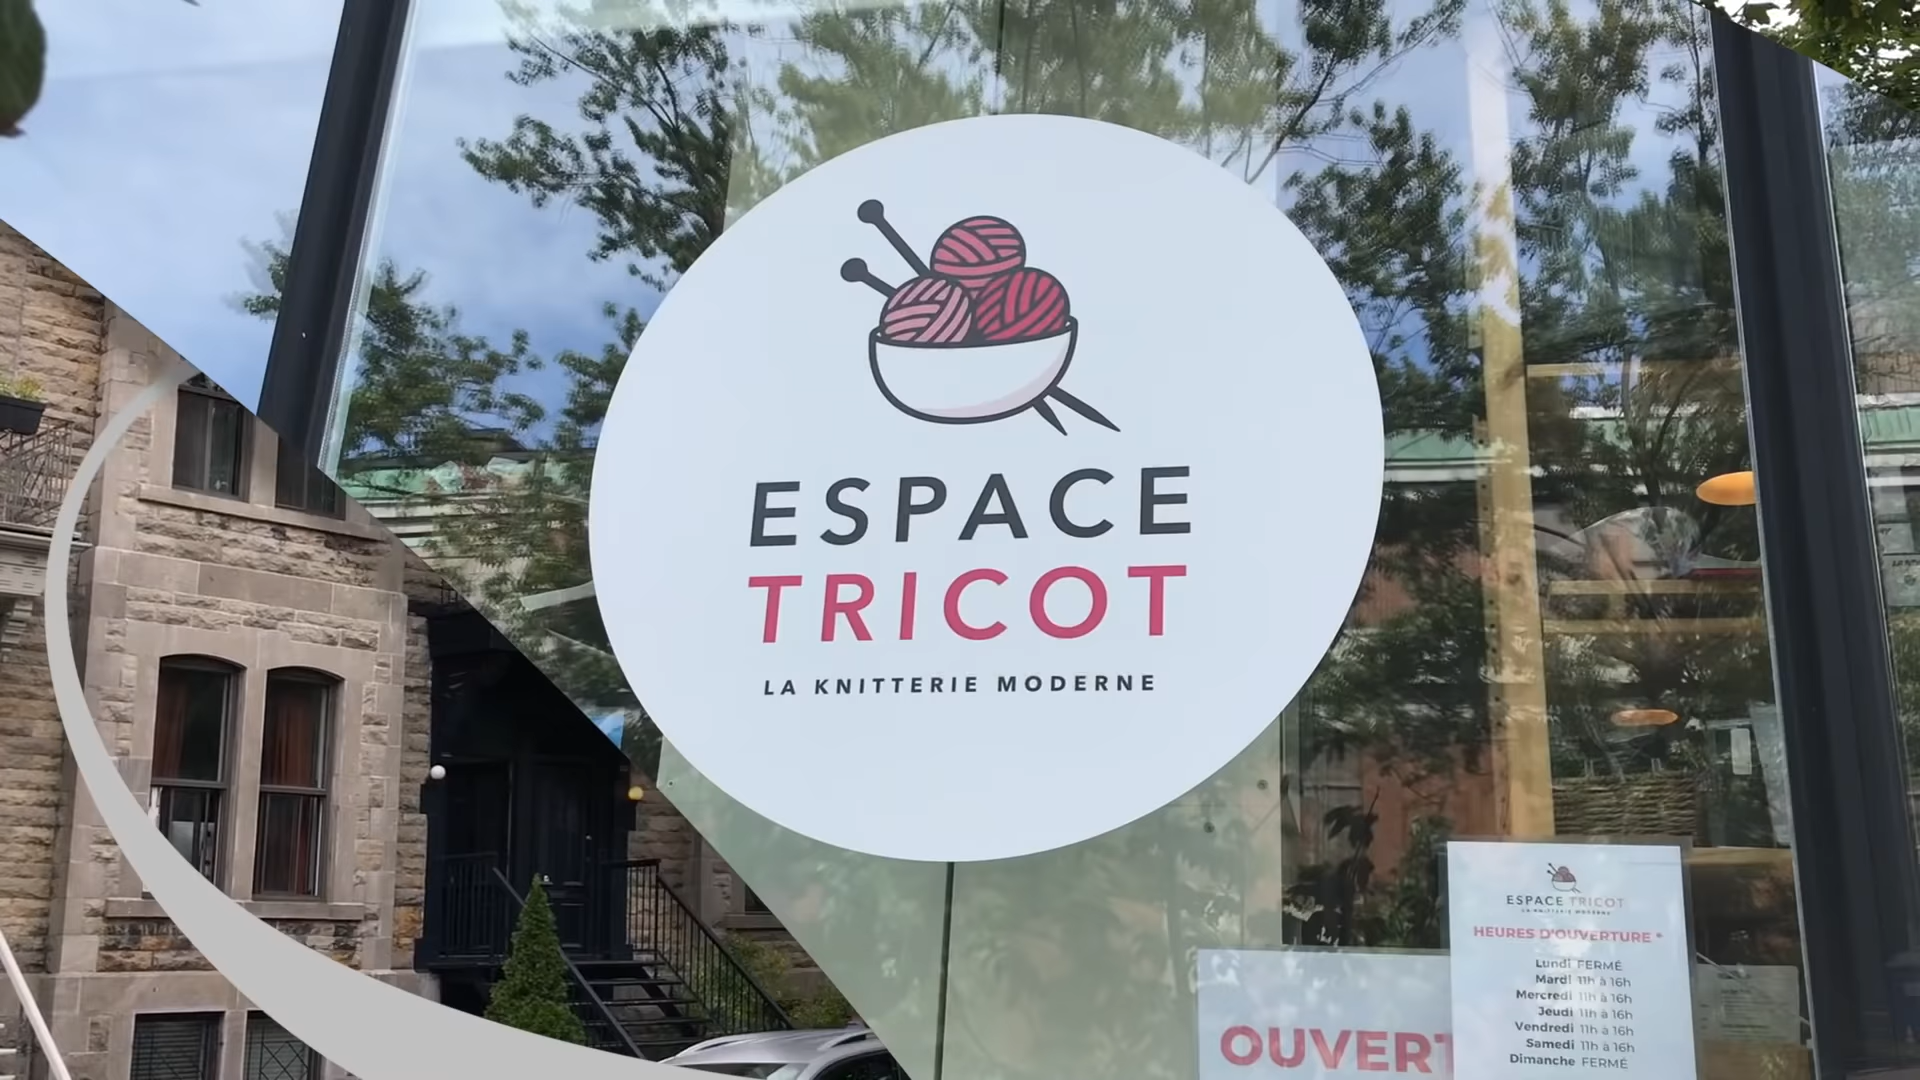 ESPACE
TRICOT
LA KNITTERIE MODERNE
ESPACE TRICOT
LA KNITTERIE MODERNE
HEURES D'OUVERTURE *
Lundi FERMÉ
Mardi 11h à 16h
Mercredi 11h à 16h
Jeudi 11h à 16h
Vendredi 11h à 16h
Samedi 11h à 16h
Dimanche FERMÉ
OUVERT